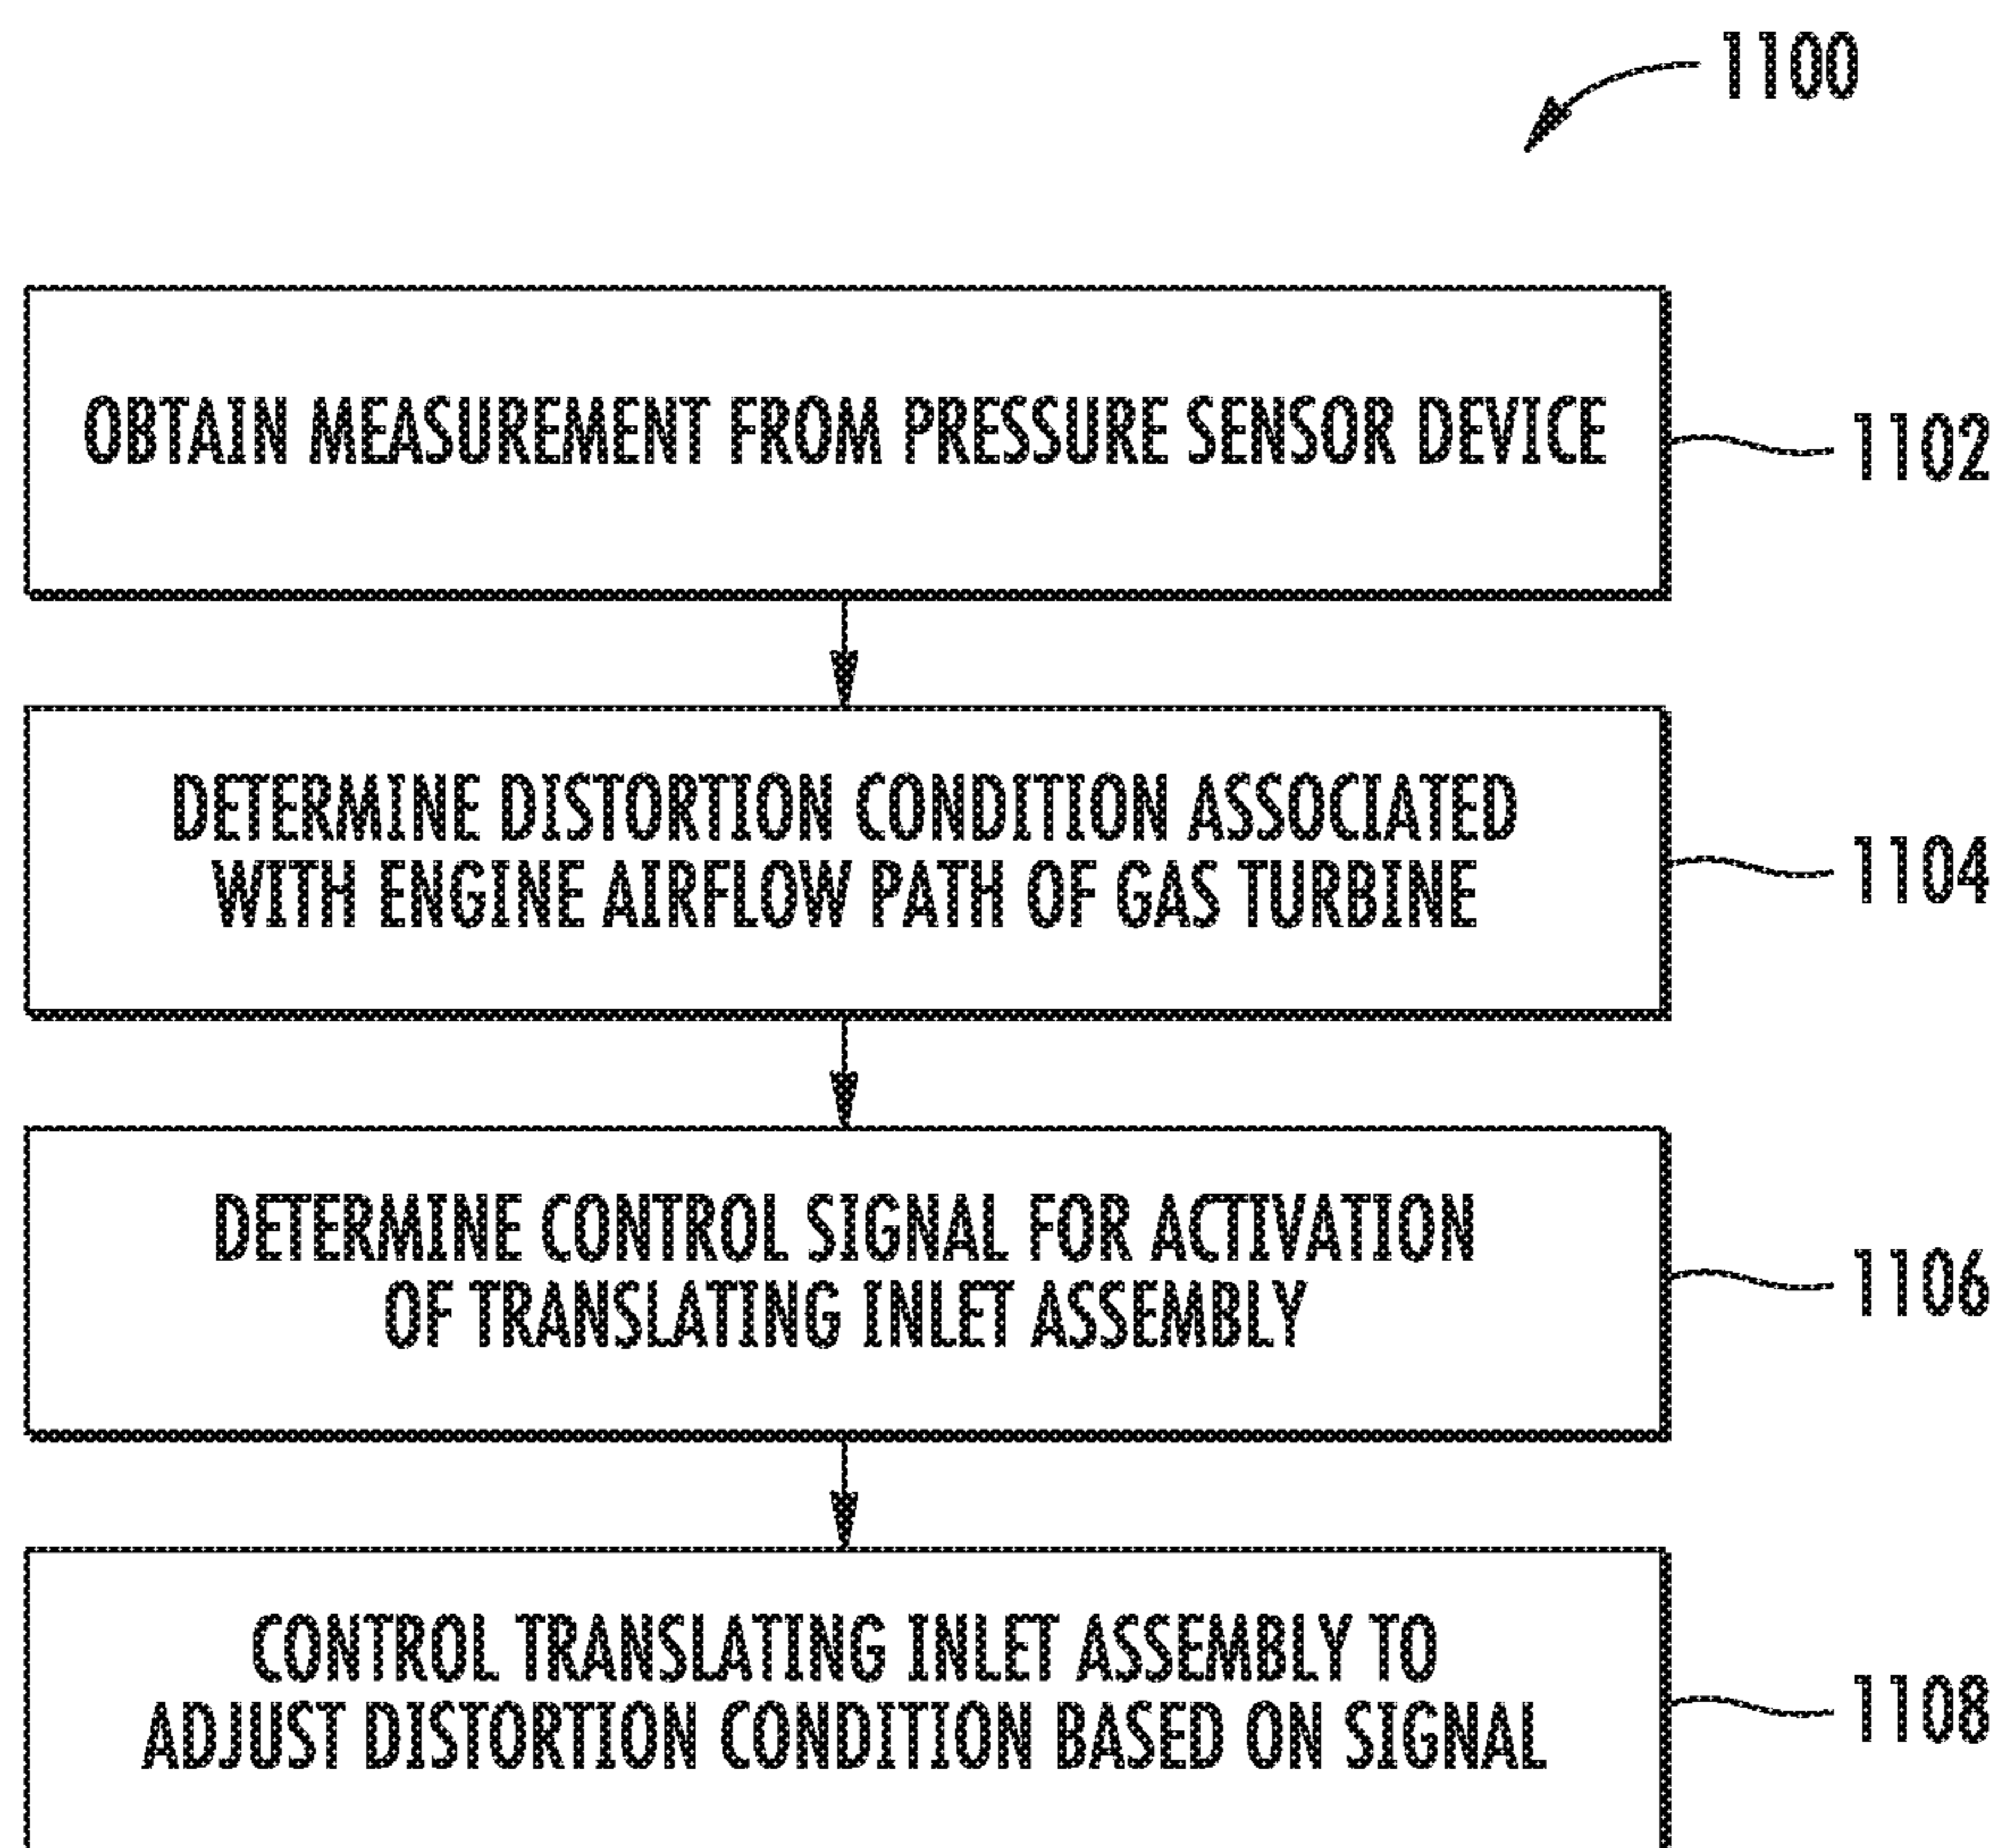 1100
OBTAIN MEASUREMENT FROM PRESSURE SENSOR DEVICE
1102
DETERMINE DISTORTION CONDITION ASSOCIATED
WITH ENGINE AIRFLOW PATH OF GAS TURBINE
1104
DETERMINE CONTROL SIGNAL FOR ACTIVATION
OF TRANSLATING INLET ASSEMBLY
1106
CONTROL TRANSLATING INLET ASSEMBLY TO
ADJUST DISTORTION CONDITION BASED ON SIGNAL
1108